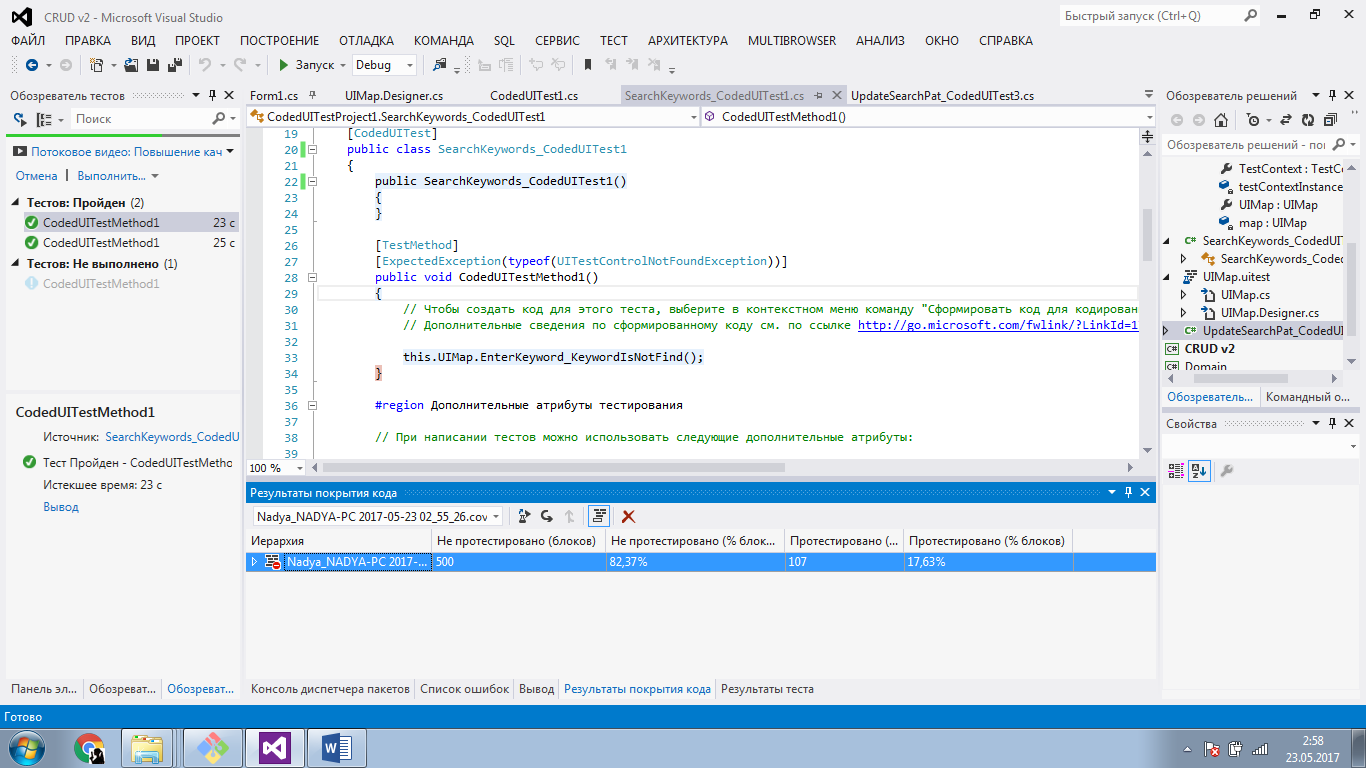 CRUD v2 - Microsoft Visual Studio
Быстрый запуск (Ctrl+Q)
ФАЙЛ ПРАВКА ВИД ПРОЕКТ ПОСТРОЕНИЕ ОТЛАДКА КОМАНДА SQL СЕРВИС ТЕСТ АРХИТЕКТУРА MULTIBROWSER АНАЛИЗ ОКНО СПРАВКА
Запуск Debug
Обозреватель тестов
Поиск
Потоковое видео: Повышение кач
Отмена | Выполнить...
Тестов: Пройден (2)
CodedUITestMethod1 23 с
CodedUITestMethod1 25 с
Тестов: Не выполнено (1)
CodedUITestMethod1
CodedUITestMethod1
Источник: SearchKeywords_CodedU
Тест Пройден - CodedUITestMetho
Истекшее время: 23 с
Вывод
Панель эл... Обозреват... Обозреват...
Form1.cs UIMap.Designer.cs CodedUITest1.cs SearchKeywords_CodedUITest1.cs UpdateSearchPat_CodedUITest3.cs
CodedUITestProject1.SearchKeywords_CodedUITest1 CodedUITestMethod1()
19 [CodedUITest]
20 public class SearchKeywords_CodedUITest1
21 {
22 public SearchKeywords_CodedUITest1()
23 {
24 }
25
26 [TestMethod]
27 [ExpectedException(typeof(UITestControlNotFoundException))]
28 public void CodedUITestMethod1()
29 {
30 // Чтобы создать код для этого теста, выберите в контекстном меню команду "Сформировать код для кодирован
31 // Дополнительные сведения по сформированному коду см. по ссылке http://go.microsoft.com/fwlink/?LinkId=1
32
33 this.UIMap.EnterKeyword_KeywordIsNotFind();
34 }
35
36 #region Дополнительные атрибуты тестирования
37
38 // При написании тестов можно использовать следующие дополнительные атрибуты:
39
100 %
Результаты покрытия кода
Nadya_NADYA-PC 2017-05-23 02_55_26.cov
Иерархия Не протестировано (блоков) Не протестировано (% блок... Протестировано (... Протестировано (% блоков)
Nadya_NADYA-PC 2017-... 500 82,37% 107 17,63%
Консоль диспетчера пакетов Список ошибок Вывод Результаты покрытия кода Результаты теста
Обозреватель решений
Обозреватель решений - пои
TestContext : TestCo
testContextInstance
UIMap : UIMap
map : UIMap
SearchKeywords_CodedUIT
SearchKeywords_Codec
UIMap.uitest
UIMap.cs
UIMap.Designer.cs
UpdateSearchPat_CodedUI
CRUD v2
Domain
Обозреватель... Командный о...
Свойства
Готово
2:58
23.05.2017